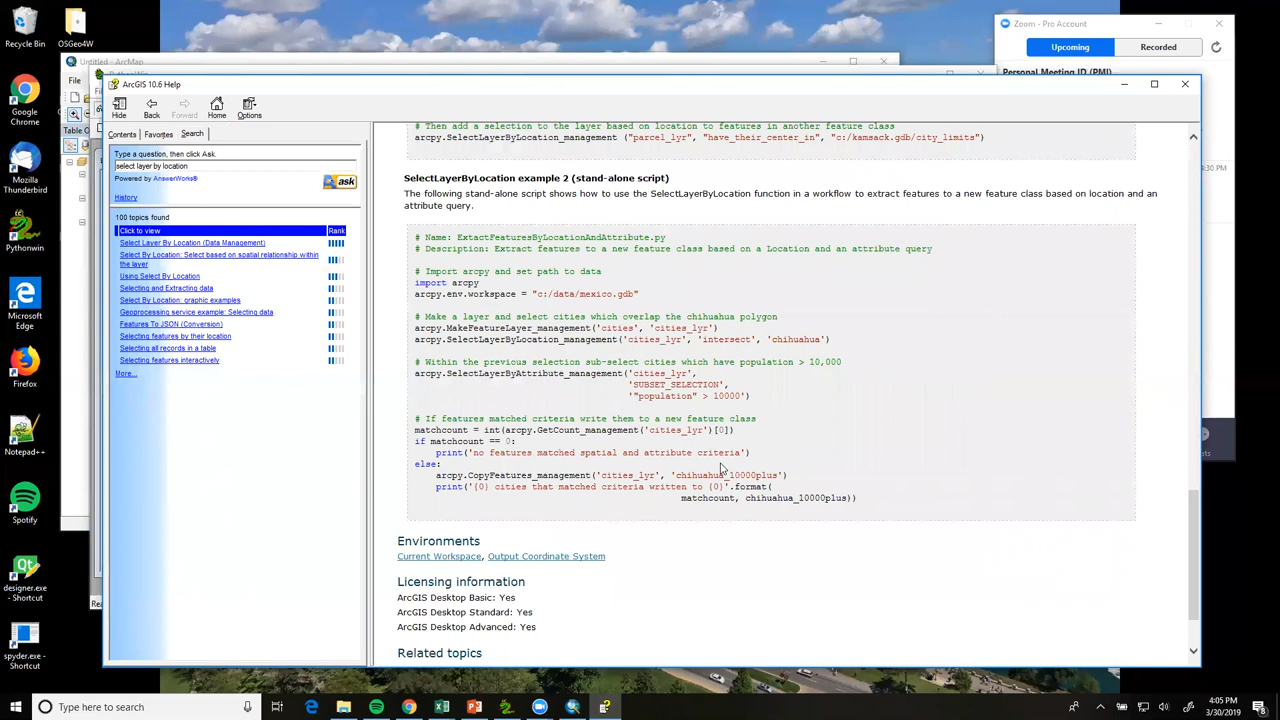 Recycle Bin
OSGeo4W
Google Chrome
Mozilla Thunderbird
Pythonwin
Microsoft Edge
Firefox
Notepad++
Spotify
designer.exe - Shortcut
spyder.exe - Shortcut
Untitled - ArcMap
File
Table O
Zoom - Pro Account
Upcoming
Recorded
Personal Meeting ID (PMI)
:30 PM
ArcGIS 10.6 Help
Hide
Back
Forward
Home
Options
Contents
Favorites
Search
Type a question, then click Ask.
select layer by location
Powered by AnswerWorks®
ask
History
100 topics found
Click to view
Rank
Select Layer By Location (Data Management)
Select By Location: Select based on spatial relationship within the layer
Using Select By Location
Selecting and Extracting data
Select By Location: graphic examples
Geoprocessing service example: Selecting data
Features To JSON (Conversion)
Selecting features by their location
Selecting all records in a table
Selecting features interactively
More...
# Then add a selection to the layer based on location to features in another feature class
arcpy.SelectLayerByLocation_management ("parcel_lyr", "have_their_center_in", "c:/kamsack.gdb/city_limits")
SelectLayerByLocation example 2 (stand-alone script)
The following stand-alone script shows how to use the SelectLayerByLocation function in a workflow to extract features to a new feature class based on location and an
attribute query.
# Name: ExtactFeaturesByLocationAndAttribute.py
# Description: Extract features to a new feature class based on a Location and an attribute query
# Import arcpy and set path to data
import arcpy
arcpy.env.workspace = "c:/data/mexico.gdb"
# Make a layer and select cities which overlap the chihuahua polygon
arcpy.MakeFeatureLayer_management('cities', 'cities_lyr')
arcpy.SelectLayerByLocation_management('cities_lyr', 'intersect', 'chihuahua')
# Within the previous selection sub-select cities which have population > 10,000
arcpy.SelectLayerByAttribute_management('cities_lyr',
'SUBSET_SELECTION',
'"population" > 10000')
# If features matched criteria write them to a new feature class
matchcount = int(arcpy.GetCount_management('cities_lyr')[0])
if matchcount == 0:
print('no features matched spatial and attribute criteria')
else:
arcpy.CopyFeatures_management('cities_lyr', 'chihuahua_10000plus')
print('{0} cities that matched criteria written to {0}'.format(
matchcount, chihuahua_10000plus))
Environments
Current Workspace, Output Coordinate System
Licensing information
ArcGIS Desktop Basic: Yes
ArcGIS Desktop Standard: Yes
ArcGIS Desktop Advanced: Yes
Related topics
Type here to search
4:05 PM
3/30/2019